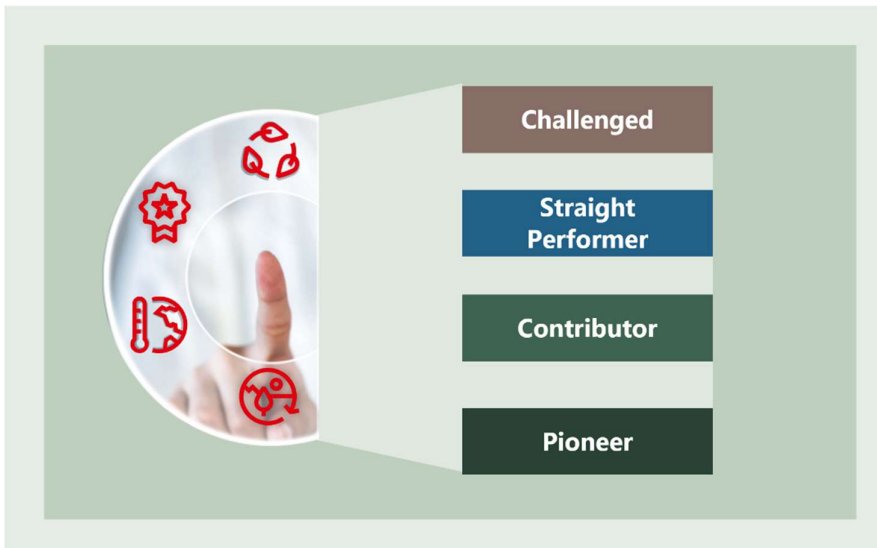 Challenged
Straight
Performer
Contributor
Pioneer